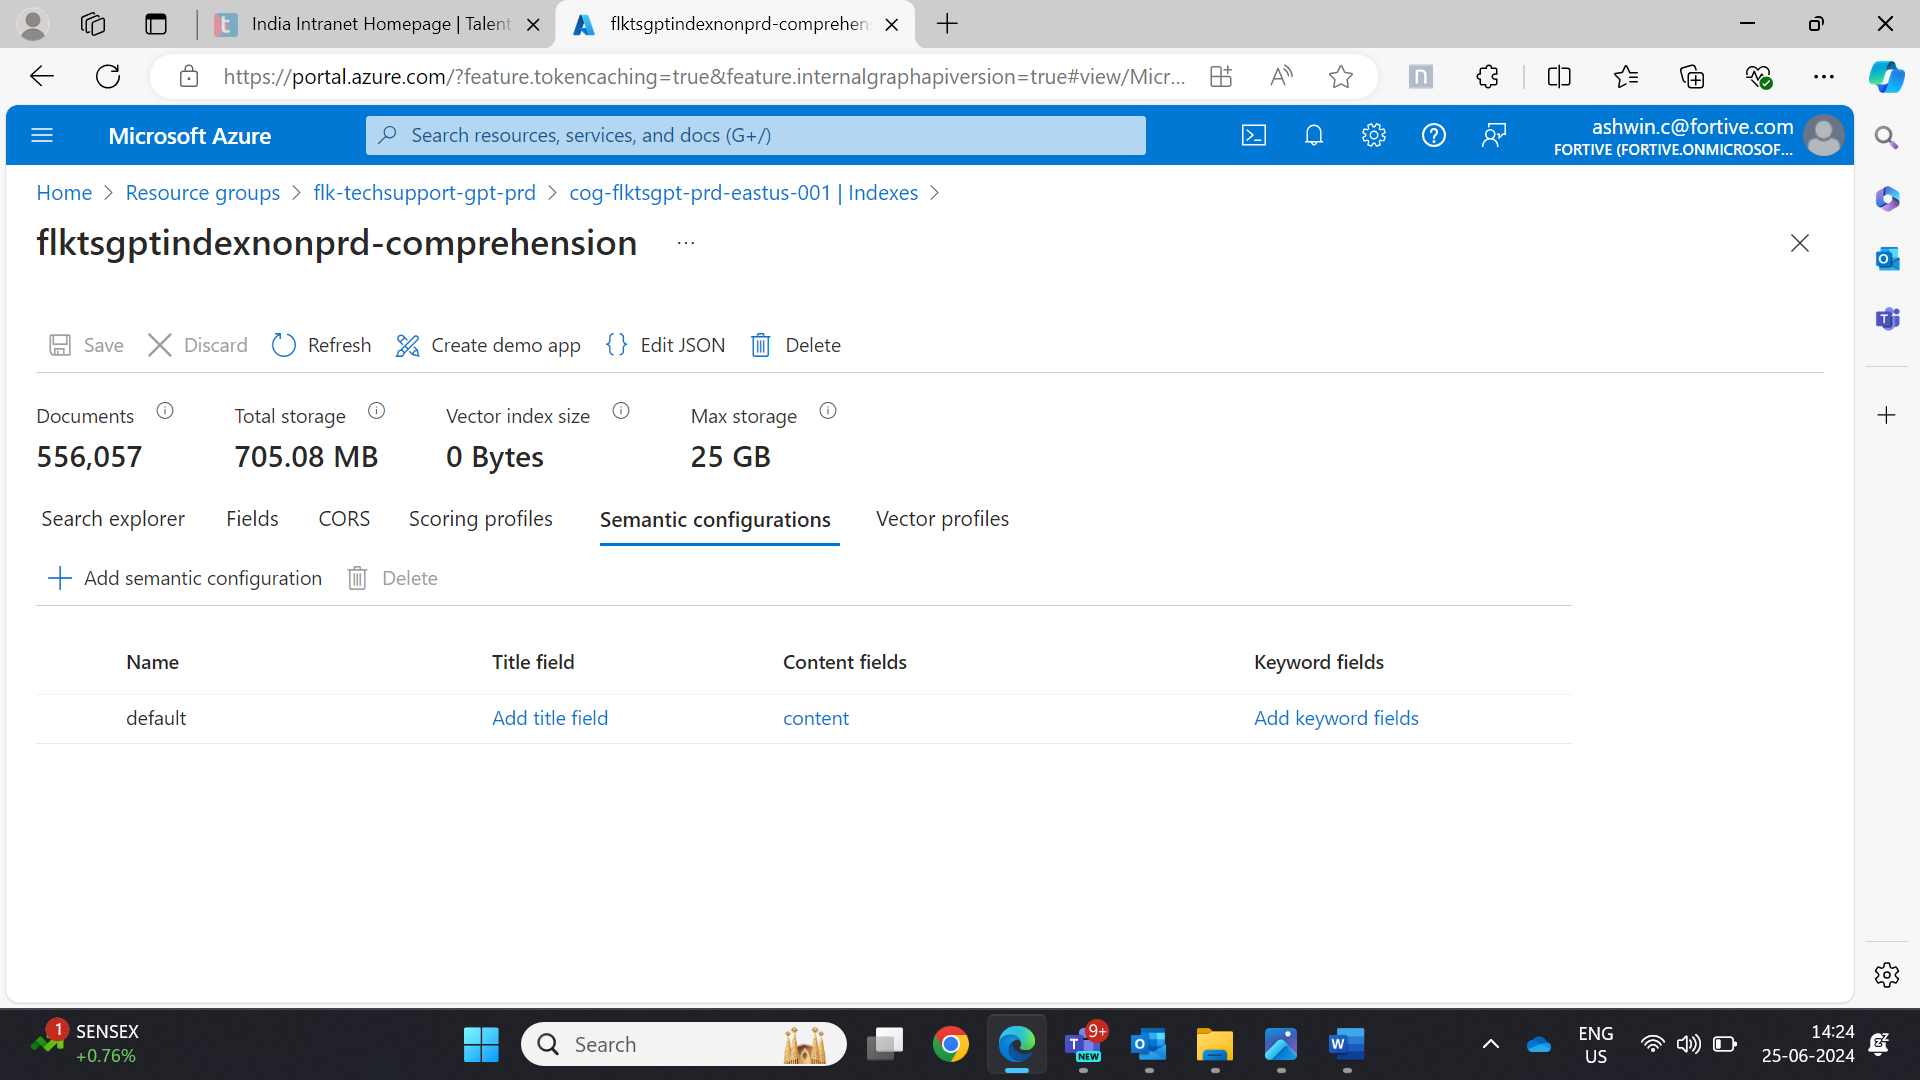 India Intranet Homepage | Talent
flktsgptindexnonprd-comprehen
https://portal.azure.com/?feature.tokencaching=true&feature.internalgraphapiversion=true#view/Micr...
Microsoft Azure
Search resources, services, and docs (G+/)
ashwin.c@fortive.com
FORTIVE (FORTIVE.ONMICROSOF...
Home > Resource groups > flk-techsupport-gpt-prd > cog-flktsgpt-prd-eastus-001 | Indexes >
flktsgptindexnonprd-comprehension ...
Save Discard Refresh Create demo app {} Edit JSON Delete
Documents Total storage Vector index size Max storage
556,057 705.08 MB 0 Bytes 25 GB
Search explorer Fields CORS Scoring profiles Semantic configurations Vector profiles
Add semantic configuration Delete
Name Title field Content fields Keyword fields
default Add title field content Add keyword fields
1 SENSEX
+0.76%
Search
9+
NEW
ENG
US
14:24
25-06-2024